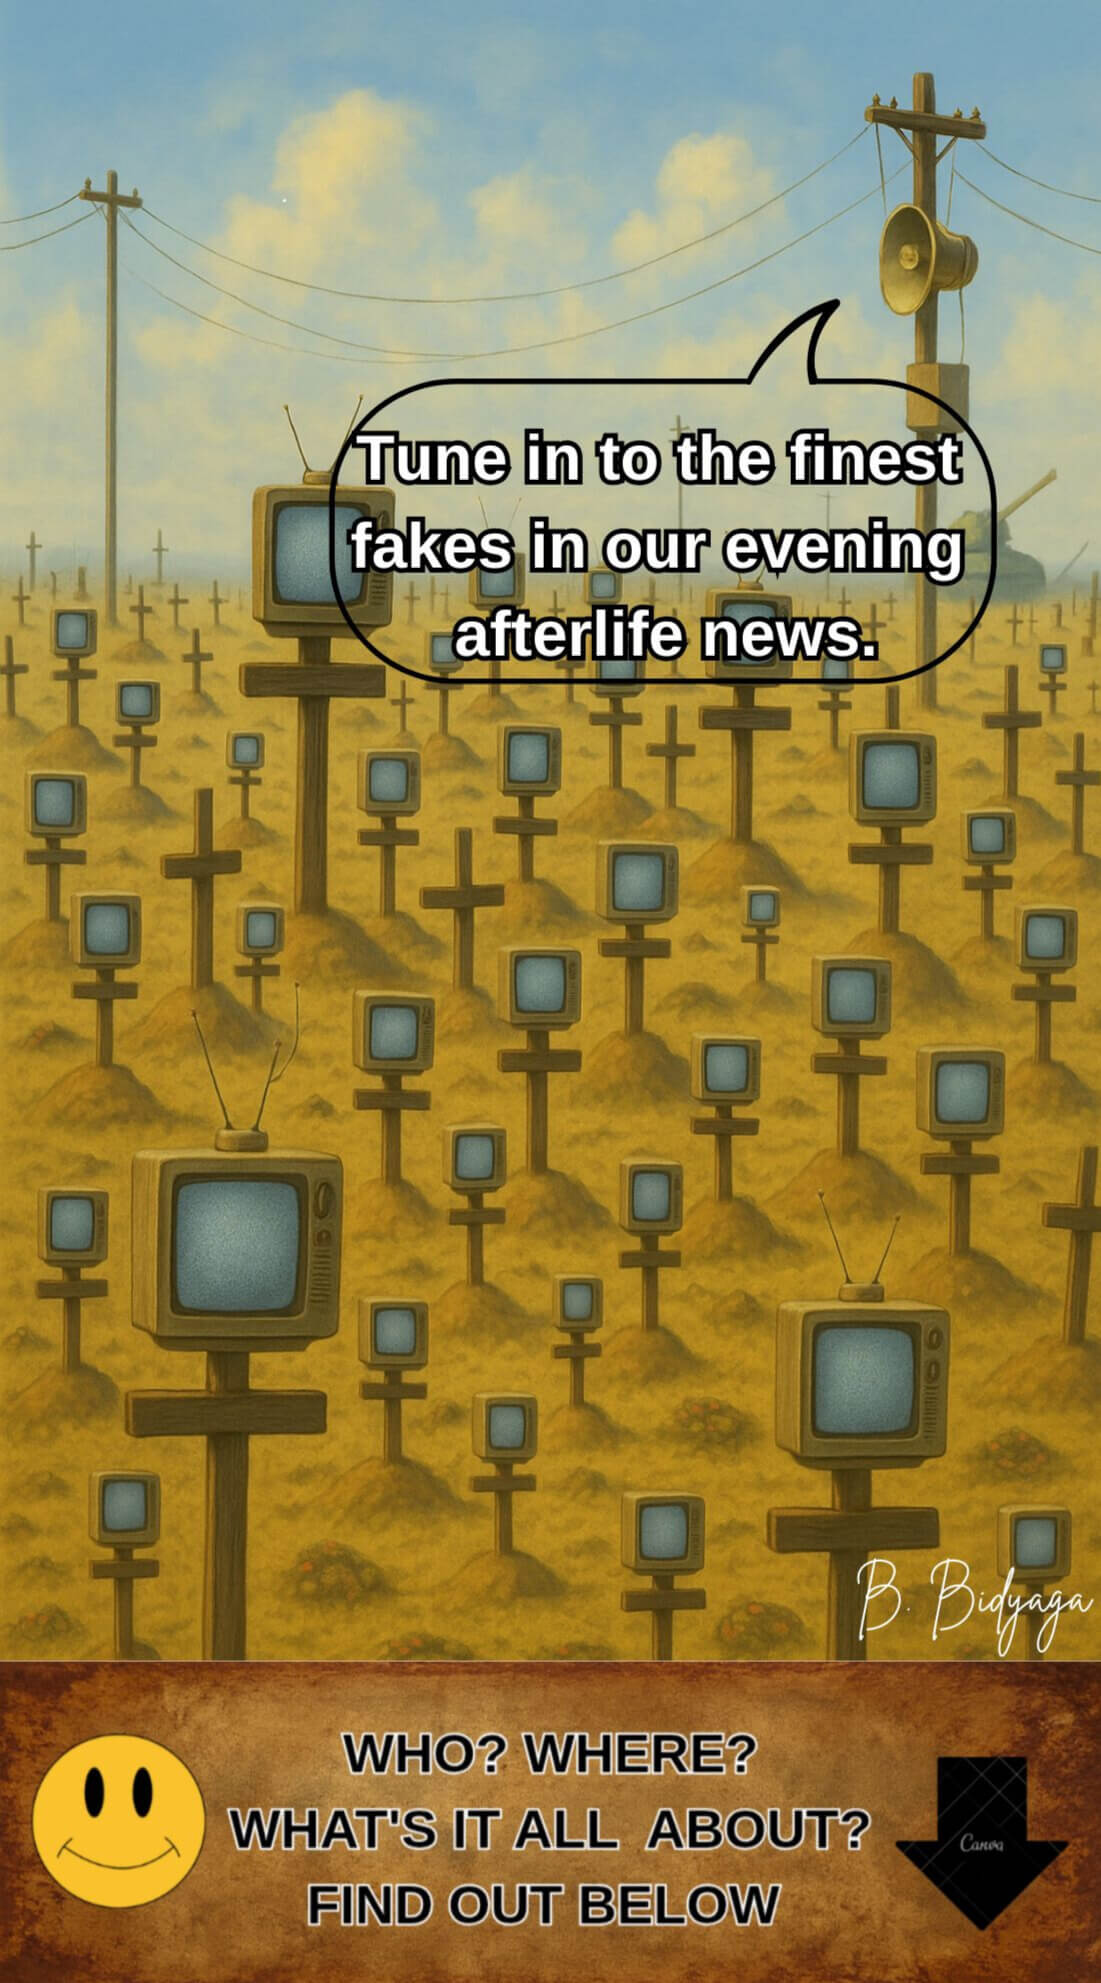 Tune in to the finest
fakes in our evening
afterlife news.
B. Bidyaga
WHO? WHERE?
WHAT'S IT ALL  ABOUT?
FIND OUT BELOW
Canva